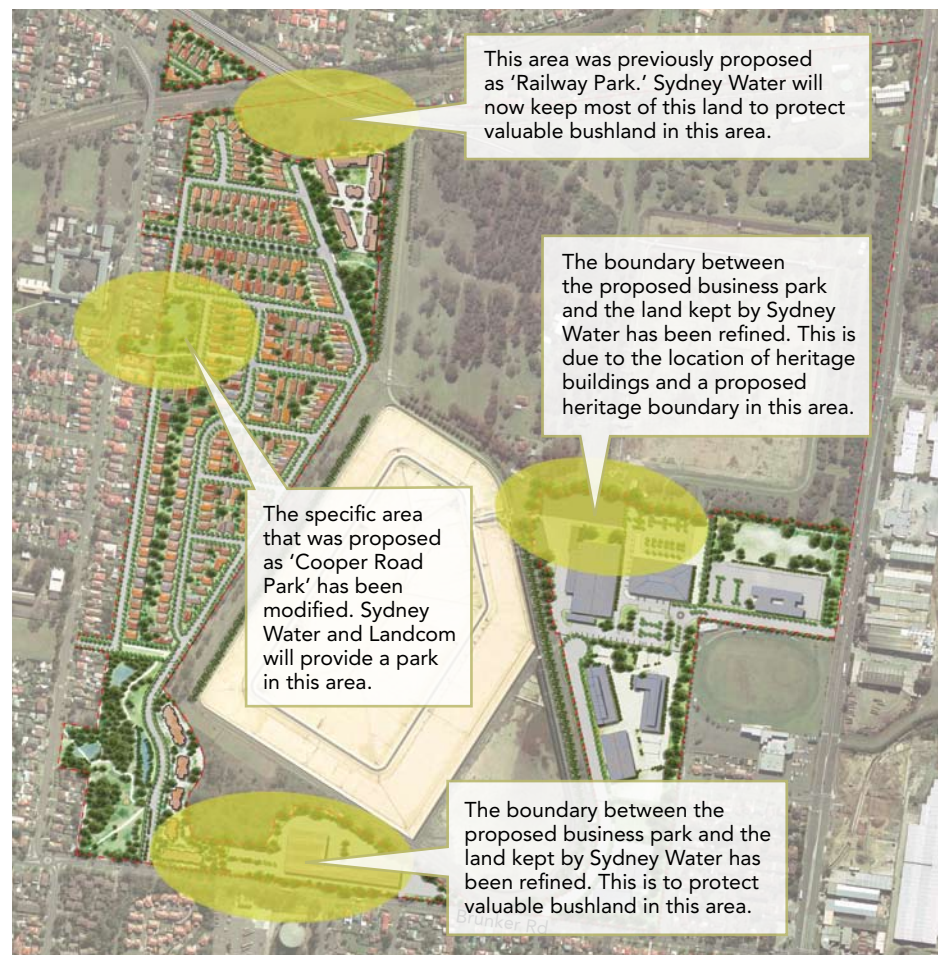 This area was previously proposed
as ‘Railway Park.’ Sydney Water will
now keep most of this land to protect
valuable bushland in this area.
The boundary between
the proposed business park
and the land kept by Sydney
Water has been refined. This is
due to the location of heritage
buildings and a proposed
heritage boundary in this area.
The specific area
that was proposed
as ‘Cooper Road
Park’ has been
modified. Sydney
Water and Landcom
will provide a park
in this area.
The boundary between the
proposed business park and the
land kept by Sydney Water has
been refined. This is to protect
valuable bushland in this area.
Brunker Rd